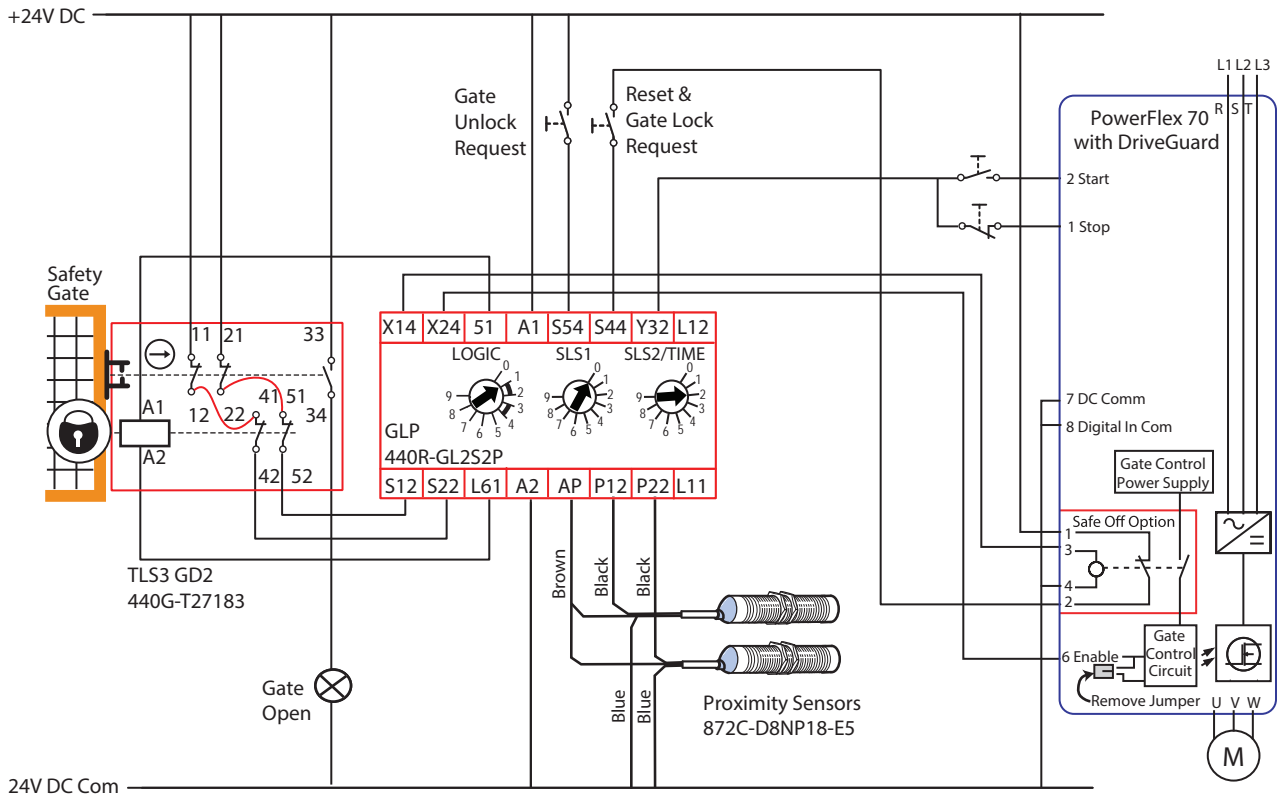 +24V DC
Gate
Unlock
Request
Reset &
Gate Lock
Request
L1 L2 L3
R S T
PowerFlex 70
with DriveGuard
2 Start
1 Stop
Safety
Gate
11 21 33
12 22 41 51 34
42 52
A1
A2
TLS3 GD2
440G-T27183
X14 X24 51 A1 S54 S44 Y32 L12
LOGIC SLS1 SLS2/TIME
0 1 2 3 4 5 6 7 8 9
0 1 2 3 4 5 6 7 8 9
0 1 2 3 4 5 6 7 8 9
GLP
440R-GL2S2P
S12 S22 L61 A2 AP P12 P22 L11
Brown
Black
Black
Blue
Blue
Proximity Sensors
872C-D8NP18-E5
Gate
Open
7 DC Comm
8 Digital In Com
Gate Control
Power Supply
Safe Off Option
1
3
4
2
6 Enable
Gate
Control
Circuit
Remove Jumper
U V W
M
24V DC Com